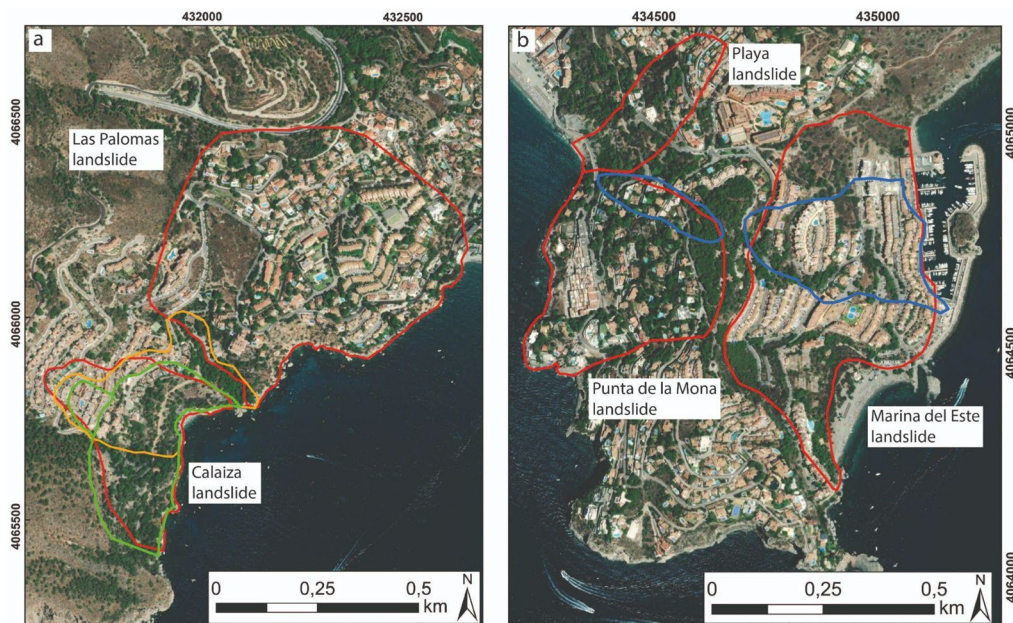 432000
432500
a
Las Palomas
landslide
4066500
4066000
4065500
Calaiza
landslide
0
0,25
0,5
km
N
434500
435000
b
Playa
landslide
4065000
4064500
4064000
Punta de la Mona
landslide
Marina del Este
landslide
0
0,25
0,5
km
N